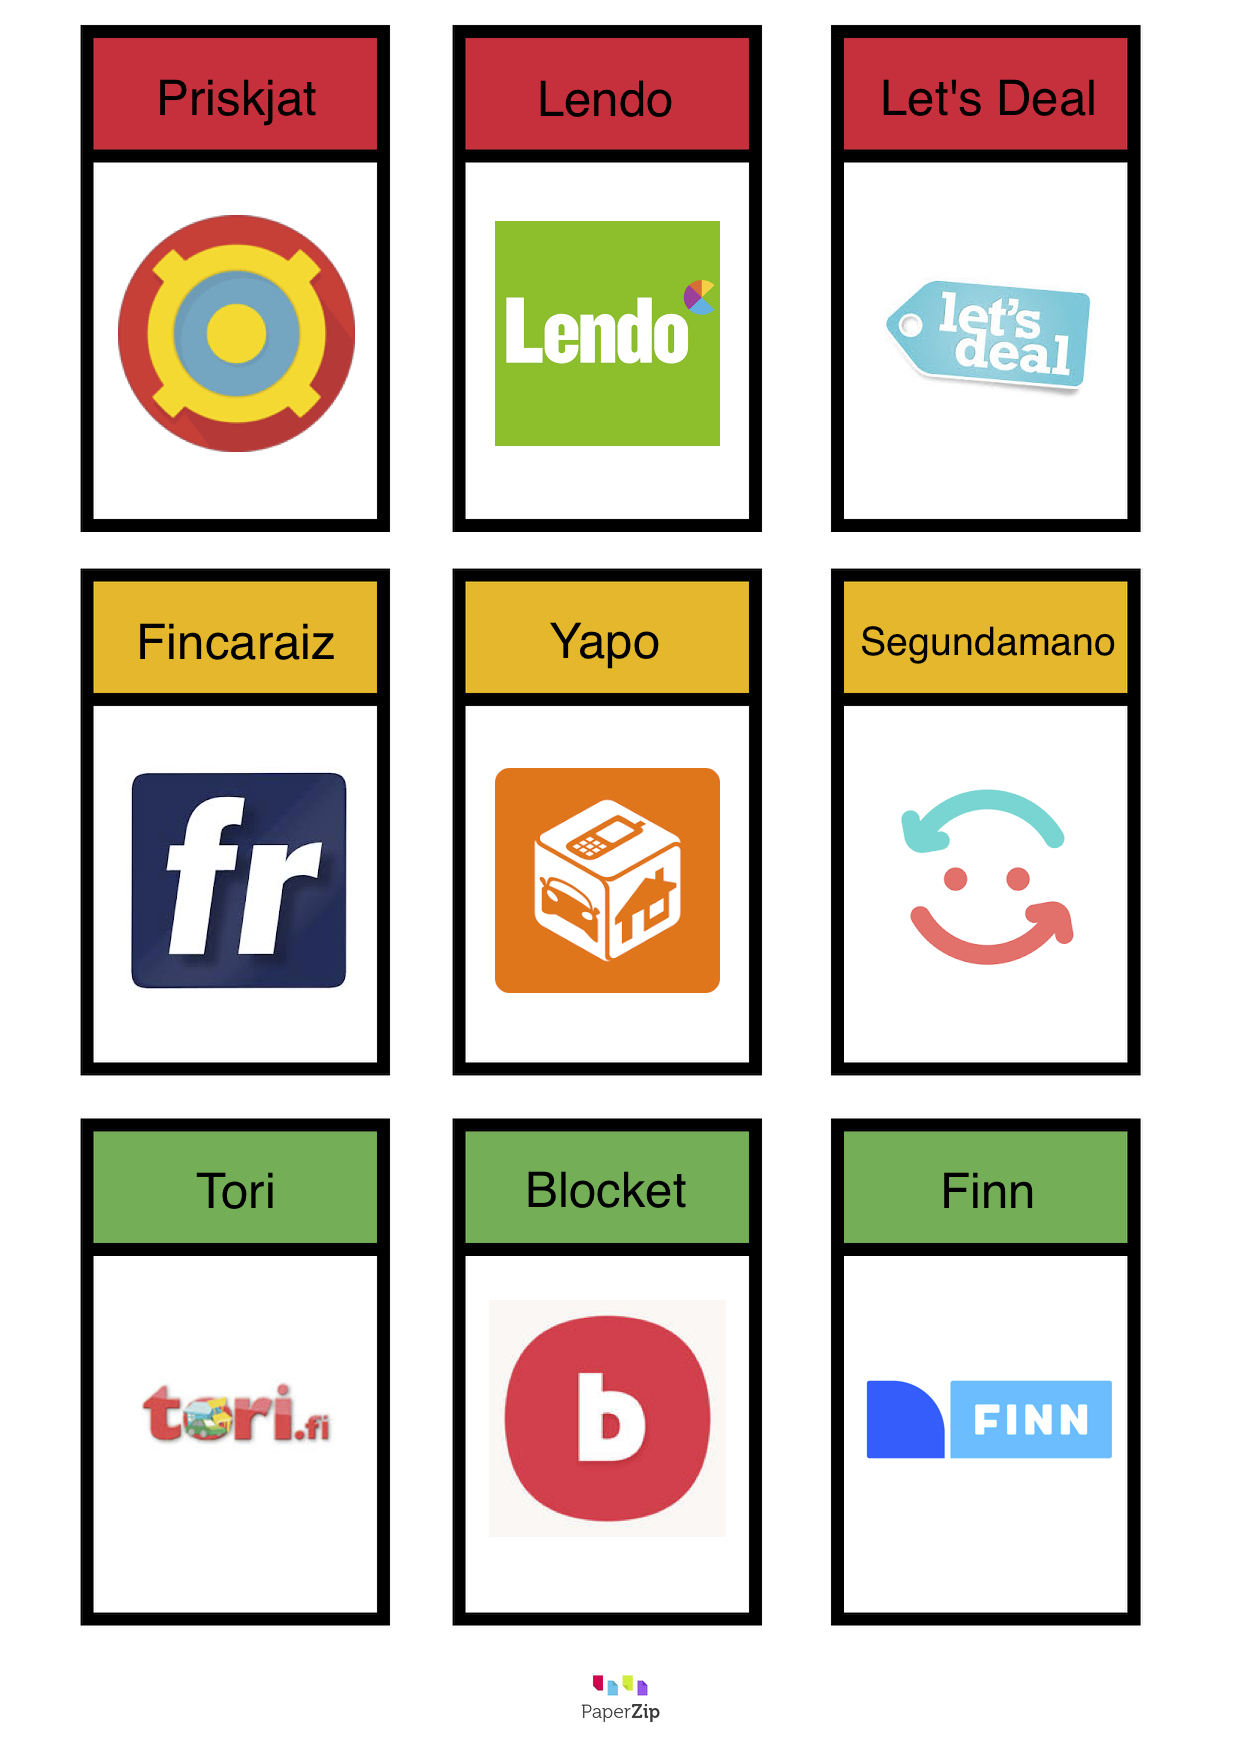 Priskjat
Lendo
Let's Deal
Lendo
let's
deal
Fincaraiz
Yapo
Segundamano
fr
Tori
Blocket
Finn
tori.fi
b
FINN
PaperZip